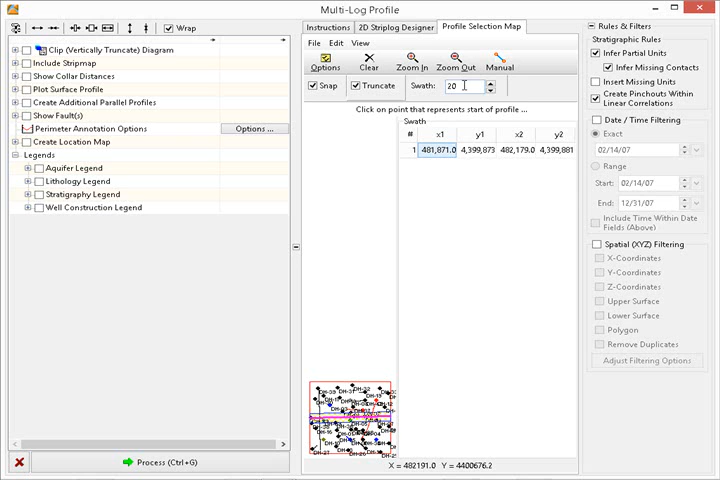 Multi-Log Profile
Wrap
Clip (Vertically Truncate) Diagram
Include Stripmap
Show Collar Distances
Plot Surface Profile
Create Additional Parallel Profiles
Show Fault(s)
Perimeter Annotation Options
Options ...
Create Location Map
Legends
Aquifer Legend
Lithology Legend
Stratigraphy Legend
Well Construction Legend
Process (Ctrl+G)
Instructions
2D Striplog Designer
Profile Selection Map
File Edit View
Options Clear Zoom In Zoom Out Manual
Snap Truncate Swath: 20
Click on point that represents start of profile ...
Swath
# x1 y1 x2 y2
1 481,871.0 4,399,873 482,179.0 4,399,881
X = 482191.0 Y = 4400676.2
Rules & Filters
Stratigraphic Rules
Infer Partial Units
Infer Missing Contacts
Insert Missing Units
Create Pinchouts Within
Linear Correlations
Date / Time Filtering
Exact
02/14/07
Range
Start: 02/14/07
End: 12/31/07
Include Time Within Date
Fields (Above)
Spatial (XYZ) Filtering
X-Coordinates
Y-Coordinates
Z-Coordinates
Upper Surface
Lower Surface
Polygon
Remove Duplicates
Adjust Filtering Options